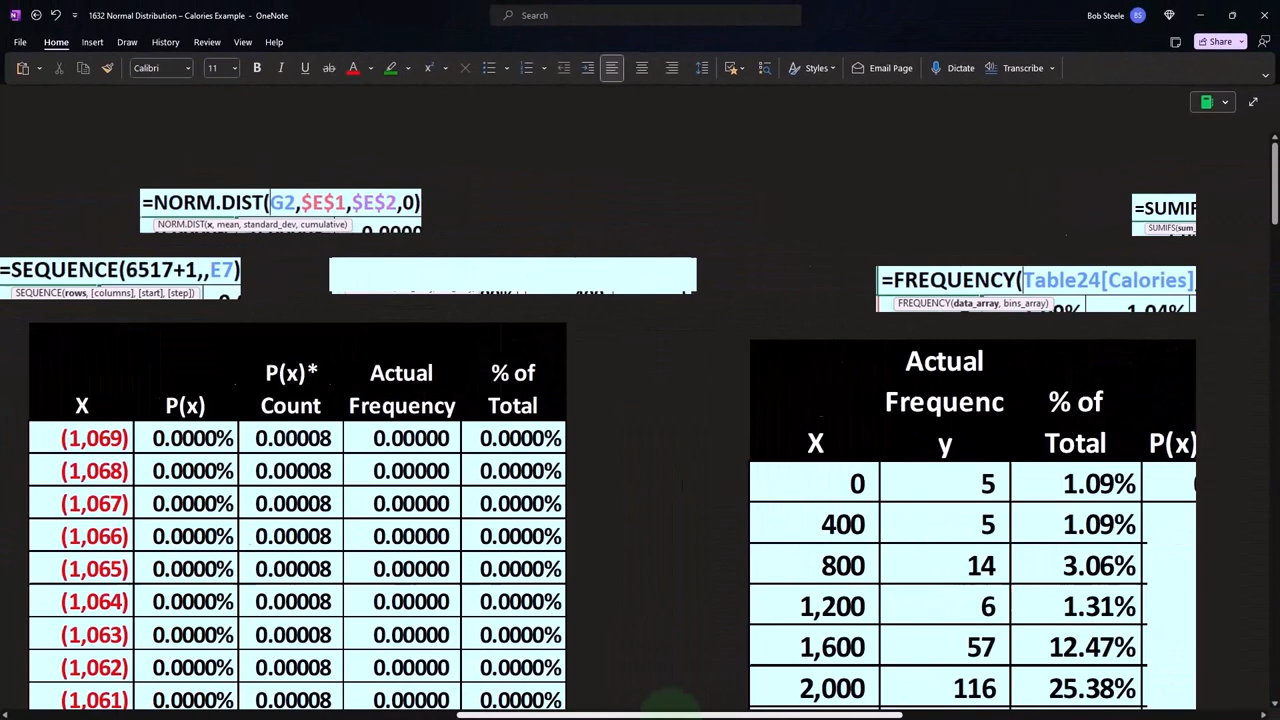 1632 Normal Distribution – Calories Example - OneNote
Search
Bob Steele BS
File Home Insert Draw History Review View Help
Share
Calibri 11 B I U ab A Styles Email Page Dictate Transcribe
=NORM.DIST(G2,$E$1,$E$2,0)
NORM.DIST(x, mean, standard_dev, cumulative)
=SUMIF
SUMIFS(sum_
=SEQUENCE(6517+1,,E7)
SEQUENCE(rows, [columns], [start], [step])
=FREQUENCY(Table24[Calories],
FREQUENCY(data_array, bins_array)
X P(x) P(x)* Count Actual Frequency % of Total
(1,069) 0.0000% 0.00008 0.00000 0.0000%
(1,068) 0.0000% 0.00008 0.00000 0.0000%
(1,067) 0.0000% 0.00008 0.00000 0.0000%
(1,066) 0.0000% 0.00008 0.00000 0.0000%
(1,065) 0.0000% 0.00008 0.00000 0.0000%
(1,064) 0.0000% 0.00008 0.00000 0.0000%
(1,063) 0.0000% 0.00008 0.00000 0.0000%
(1,062) 0.0000% 0.00008 0.00000 0.0000%
(1,061) 0.0000% 0.00008 0.00000 0.0000%
X Actual Frequency % of Total P(x)
0 5 1.09%
400 5 1.09%
800 14 3.06%
1,200 6 1.31%
1,600 57 12.47%
2,000 116 25.38%